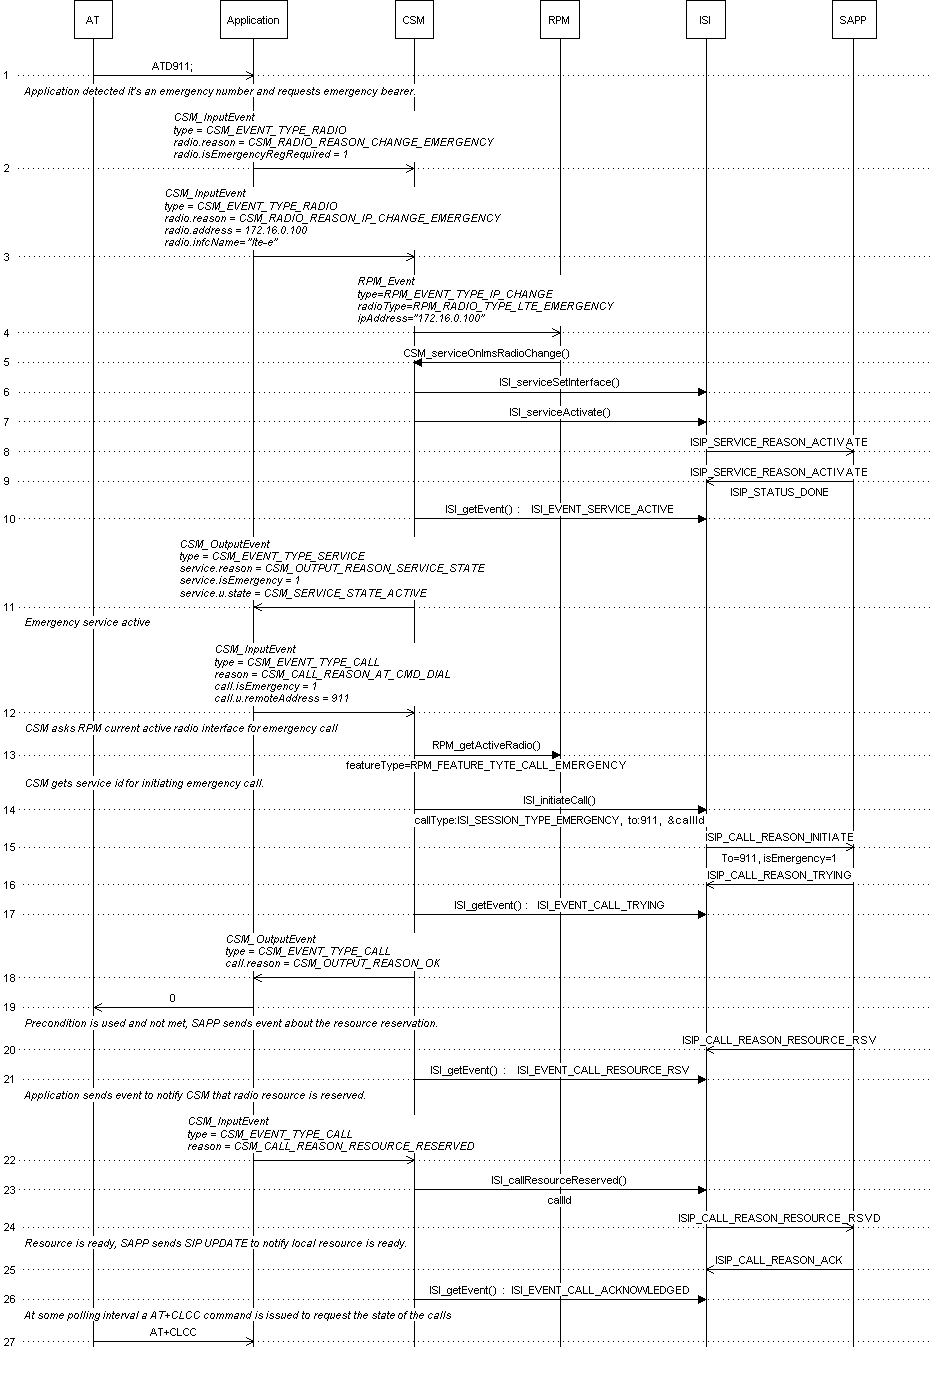 AT Application CSM RPM ISI SAPP
1 ATD911;
Application detected it's an emergency number and requests emergency bearer.
CSM_InputEvent
type = CSM_EVENT_TYPE_RADIO
radio.reason = CSM_RADIO_REASON_CHANGE_EMERGENCY
radio.isEmergencyRegRequired = 1
2
CSM_InputEvent
type = CSM_EVENT_TYPE_RADIO
radio.reason = CSM_RADIO_REASON_IP_CHANGE_EMERGENCY
radio.address = 172.16.0.100
radio.infcName= "lte-e"
3
RPM_Event
type=RPM_EVENT_TYPE_IP_CHANGE
radioType=RPM_RADIO_TYPE_LTE_EMERGENCY
ipAddress="172.16.0.100"
4
5 CSM_serviceOnImsRadioChange()
6 ISI_serviceSetInterface()
7 ISI_serviceActivate()
8 ISIP_SERVICE_REASON_ACTIVATE
9 ISIP_SERVICE_REASON_ACTIVATE
ISIP_STATUS_DONE
10 ISI_getEvent() : ISI_EVENT_SERVICE_ACTIVE
CSM_OutputEvent
type = CSM_EVENT_TYPE_SERVICE
service.reason = CSM_OUTPUT_REASON_SERVICE_STATE
service.isEmergency = 1
service.u.state = CSM_SERVICE_STATE_ACTIVE
11
Emergency service active
CSM_InputEvent
type = CSM_EVENT_TYPE_CALL
reason = CSM_CALL_REASON_AT_CMD_DIAL
call.isEmergency = 1
call.u.remoteAddress = 911
12
CSM asks RPM current active radio interface for emergency call
13 RPM_getActiveRadio()
featureType=RPM_FEATURE_TYTE_CALL_EMERGENCY
CSM gets service id for initiating emergency call.
14 ISI_initiateCall()
callType:ISI_SESSION_TYPE_EMERGENCY, to:911, &callId
15 ISIP_CALL_REASON_INITIATE
To=911, isEmergency=1
16 ISIP_CALL_REASON_TRYING
17 ISI_getEvent() : ISI_EVENT_CALL_TRYING
CSM_OutputEvent
type = CSM_EVENT_TYPE_CALL
call.reason = CSM_OUTPUT_REASON_OK
18
19 0
Precondition is used and not met, SAPP sends event about the resource reservation.
20 ISIP_CALL_REASON_RESOURCE_RSV
21 ISI_getEvent() : ISI_EVENT_CALL_RESOURCE_RSV
Application sends event to notify CSM that radio resource is reserved.
CSM_InputEvent
type = CSM_EVENT_TYPE_CALL
reason = CSM_CALL_REASON_RESOURCE_RESERVED
22
23 ISI_callResourceReserved()
callId
24 ISIP_CALL_REASON_RESOURCE_RSVD
Resource is ready, SAPP sends SIP UPDATE to notify local resource is ready.
25 ISIP_CALL_REASON_ACK
26 ISI_getEvent() : ISI_EVENT_CALL_ACKNOWLEDGED
At some polling interval a AT+CLCC command is issued to request the state of the calls
27 AT+CLCC